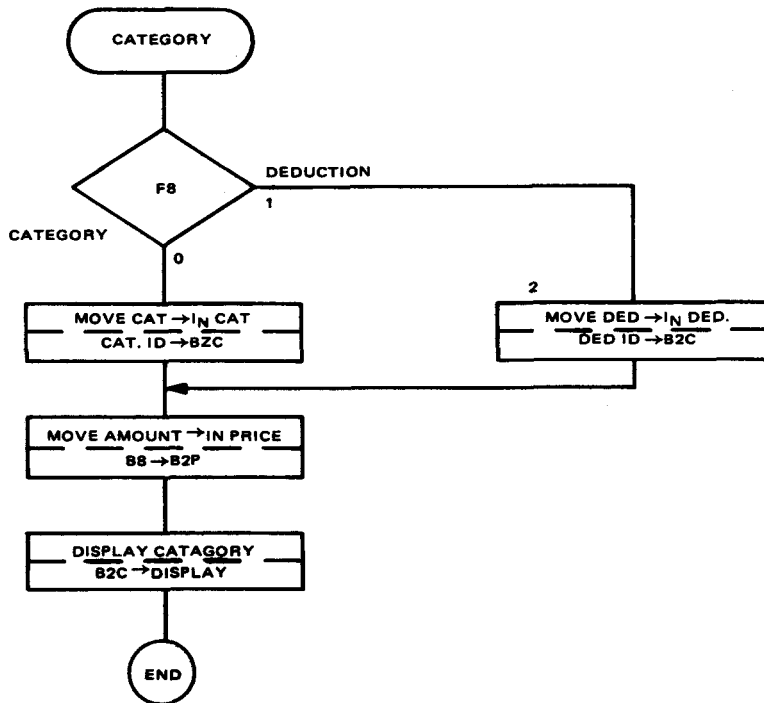 CATEGORY
F8
DEDUCTION
1
CATEGORY
0
2
MOVE CAT →IN CAT
CAT. ID →BZC
MOVE DED →IN DED.
DED ID →B2C
MOVE AMOUNT →IN PRICE
B8 →B2P
DISPLAY CATAGORY
B2C →DISPLAY
END